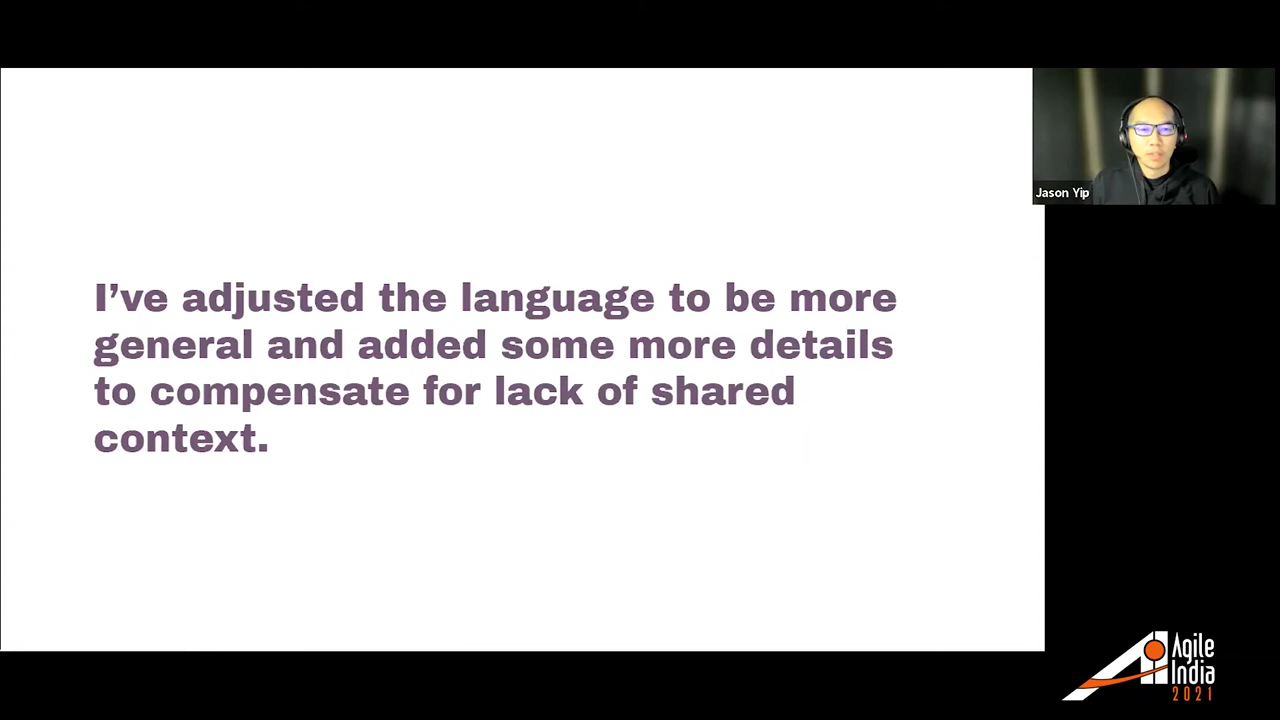 I’ve adjusted the language to be more
general and added some more details
to compensate for lack of shared
context.
Jason Yip
Agile
India
2021